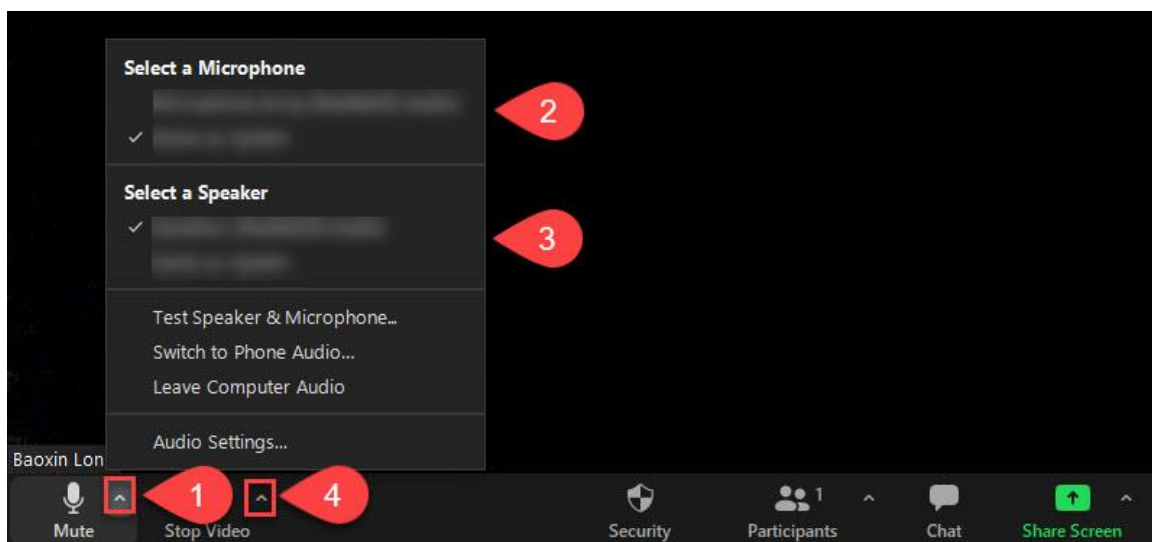 Select a Microphone
2
Select a Speaker
3
Test Speaker & Microphone...
Switch to Phone Audio...
Leave Computer Audio
Audio Settings...
Baoxin Lon
1
4
1
Mute
Stop Video
Security
Participants
Chat
Share Screen